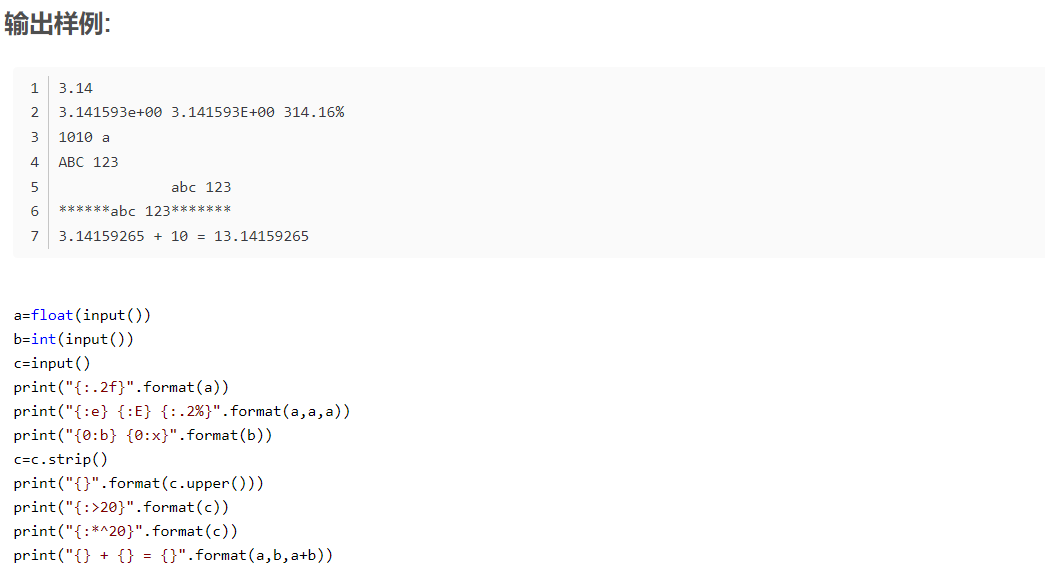 输出样例:
1 3.14
2 3.141593e+00 3.141593E+00 314.16%
3 1010 a
4 ABC 123
5              abc 123
6 ******abc 123*******
7 3.14159265 + 10 = 13.14159265
a=float(input())
b=int(input())
c=input()
print("{:.2f}".format(a))
print("{:e} {:E} {:.2%}".format(a,a,a))
print("{0:b} {0:x}".format(b))
c=c.strip()
print("{}".format(c.upper()))
print("{:>20}".format(c))
print("{:*^20}".format(c))
print("{} + {} = {}".format(a,b,a+b))